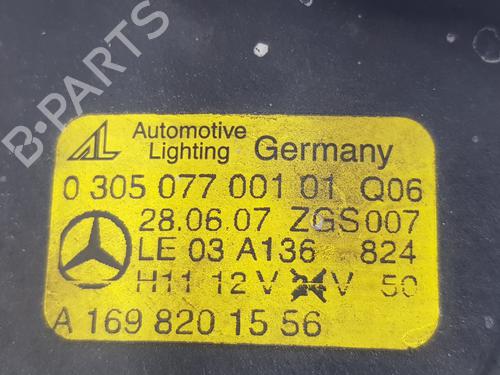 B-PARTS
AL Automotive Lighting Germany
0 305 077 001 01 Q06
28.06.07 ZGS007
LE 03 A136 824
H11 12 V 24 V 50
A 169 820 15 56